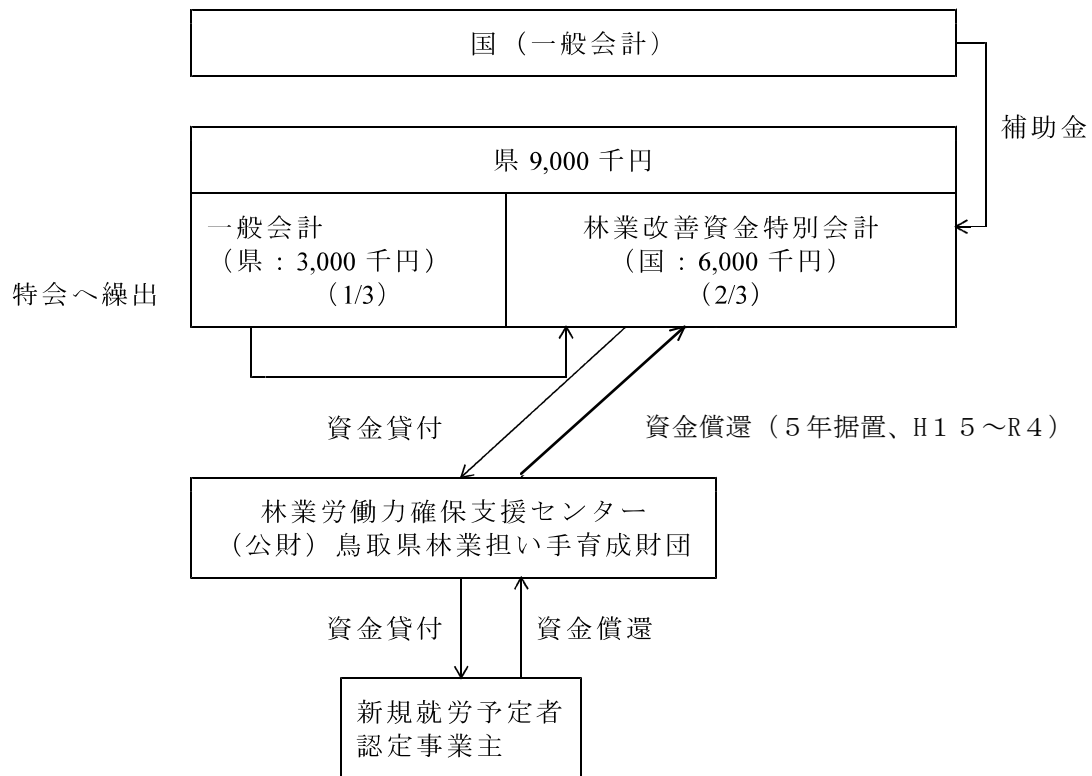 国（一般会計）
補助金
県 9,000 千円
一般会計
（県：3,000 千円）
（1/3）
林業改善資金特別会計
（国：6,000 千円）
（2/3）
特会へ繰出
資金貸付
資金償還（５年据置、H１５～R４）
林業労働力確保支援センター
（公財）鳥取県林業担い手育成財団
資金貸付
資金償還
新規就労予定者
認定事業主